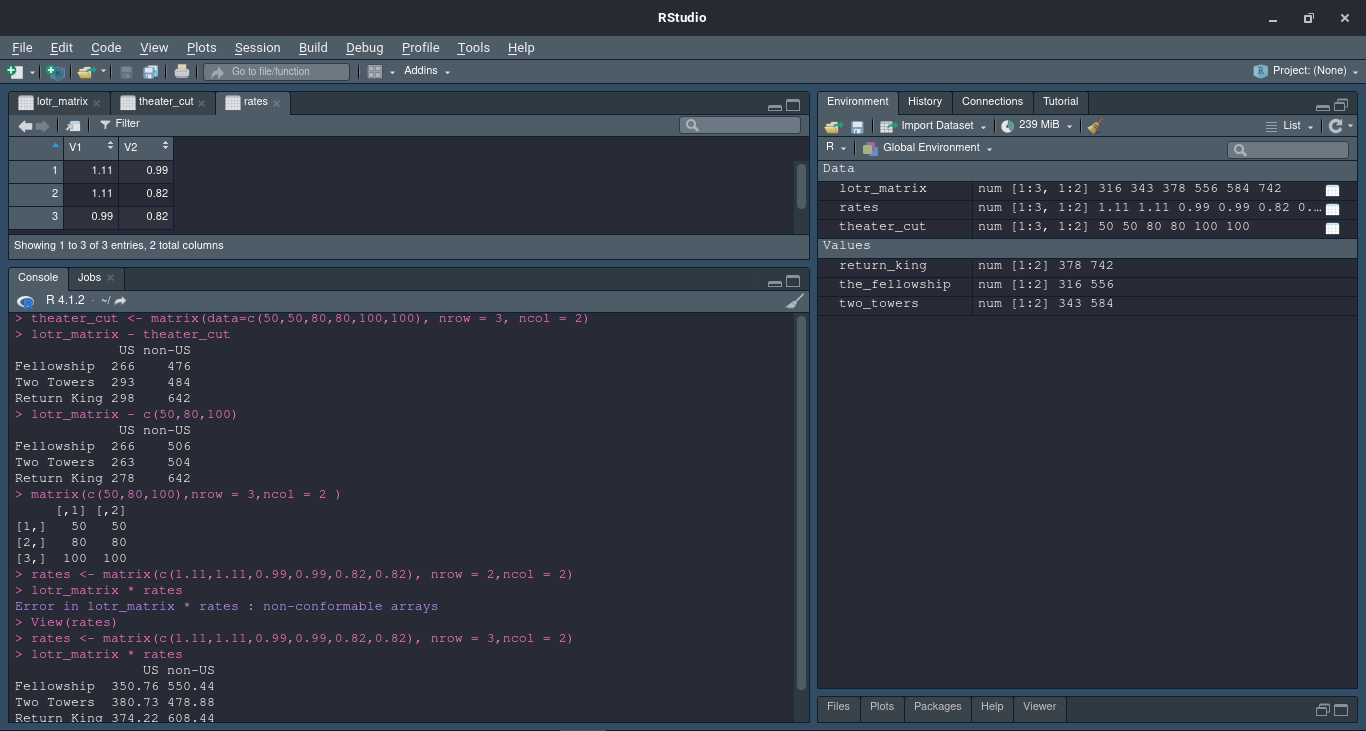 RStudio
File Edit Code View Plots Session Build Debug Profile Tools Help
Go to file/function Addins Project: (None)
lotr_matrix theater_cut rates
Filter
V1 V2
1 1.11 0.99
2 1.11 0.82
3 0.99 0.82
Showing 1 to 3 of 3 entries, 2 total columns
Console Jobs
R 4.1.2 · ~/
> theater_cut <- matrix(data=c(50,50,80,80,100,100), nrow = 3, ncol = 2)
> lotr_matrix - theater_cut
US non-US
Fellowship 266 476
Two Towers 293 484
Return King 298 642
> lotr_matrix - c(50,80,100)
US non-US
Fellowship 266 506
Two Towers 263 504
Return King 278 642
> matrix(c(50,80,100),nrow = 3,ncol = 2 )
[,1] [,2]
[1,] 50 50
[2,] 80 80
[3,] 100 100
> rates <- matrix(c(1.11,1.11,0.99,0.99,0.82,0.82), nrow = 2,ncol = 2)
> lotr_matrix * rates
Error in lotr_matrix * rates : non-conformable arrays
> View(rates)
> rates <- matrix(c(1.11,1.11,0.99,0.99,0.82,0.82), nrow = 3,ncol = 2)
> lotr_matrix * rates
US non-US
Fellowship 350.76 550.44
Two Towers 380.73 478.88
Return King 374.22 608.44
Environment History Connections Tutorial
Import Dataset 239 MiB List
R Global Environment
Data
lotr_matrix num [1:3, 1:2] 316 343 378 556 584 742
rates num [1:3, 1:2] 1.11 1.11 0.99 0.99 0.82 0.…
theater_cut num [1:3, 1:2] 50 50 80 80 100 100
Values
return_king num [1:2] 378 742
the_fellowship num [1:2] 316 556
two_towers num [1:2] 343 584
Files Plots Packages Help Viewer